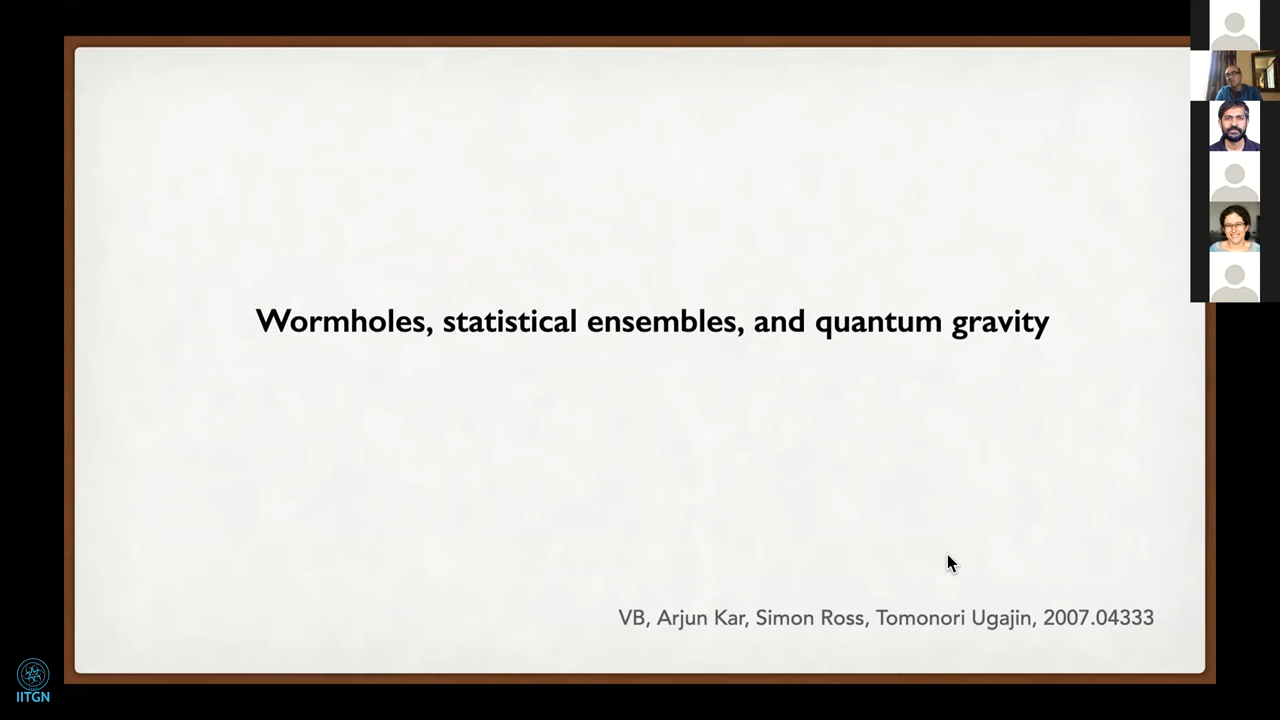 Wormholes, statistical ensembles, and quantum gravity
VB, Arjun Kar, Simon Ross, Tomonori Ugajin, 2007.04333
IITGN